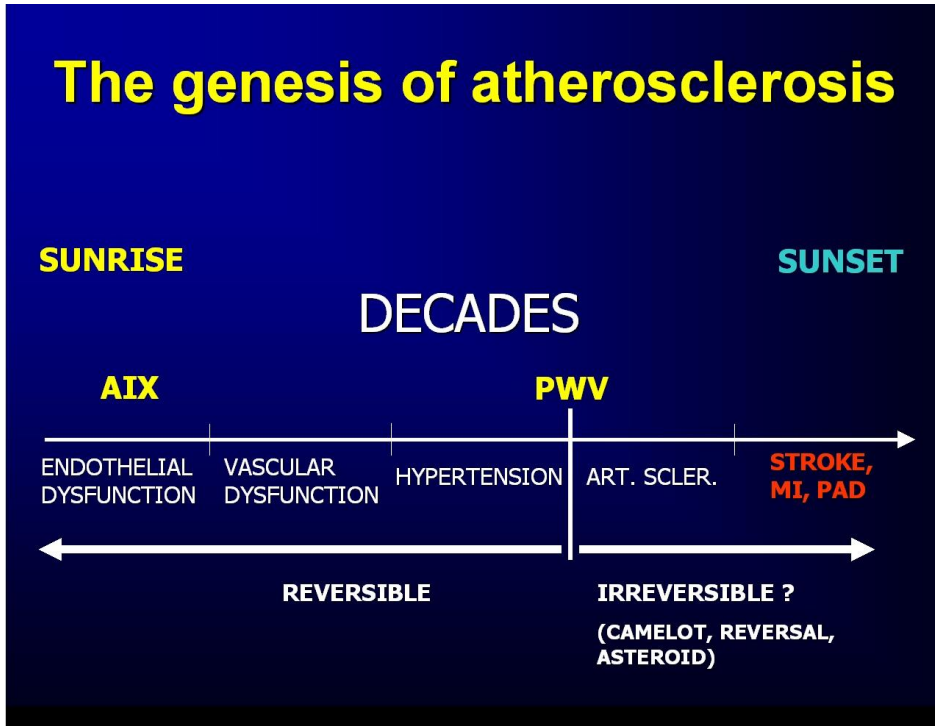 The genesis of atherosclerosis
SUNRISE
SUNSET
DECADES
AIX
PWV
ENDOTHELIAL
DYSFUNCTION
VASCULAR
DYSFUNCTION
HYPERTENSION
ART. SCLER.
STROKE,
MI, PAD
REVERSIBLE
IRREVERSIBLE ?
(CAMELOT, REVERSAL,
ASTEROID)